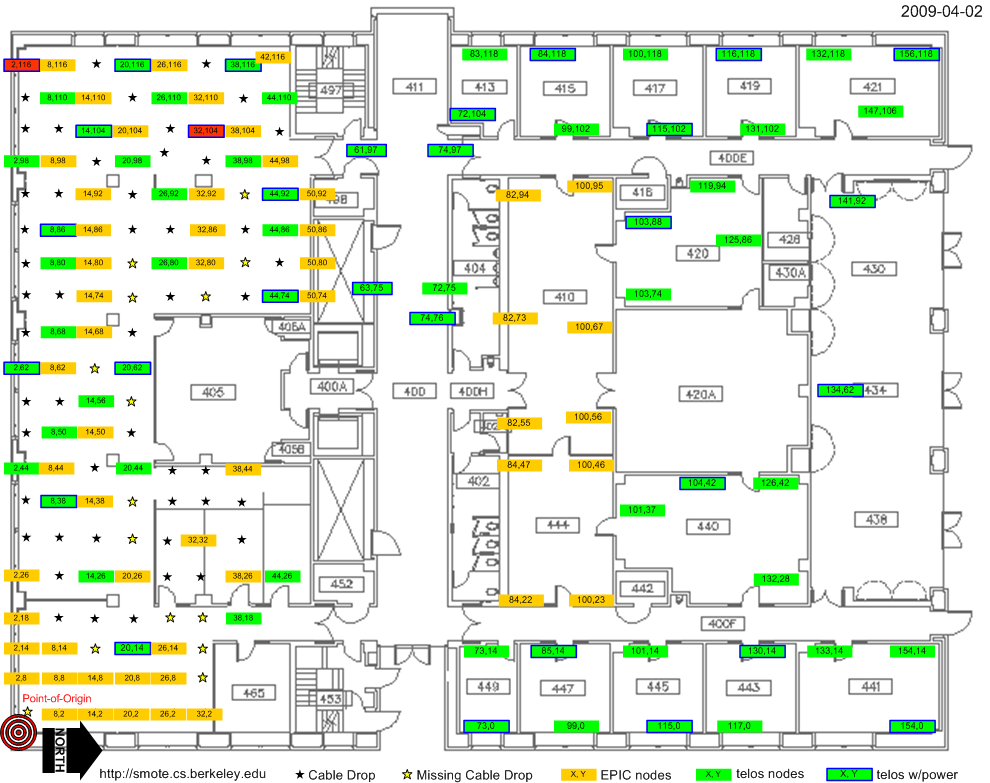 2009-04-02
42,116
83,118 84,118 100,118 116,118 132,118 156,118
2,116 8,116 20,116 26,116 38,116
497 411 413 415 417 419 421
8,110 14,110 26,110 32,110 44,110
147,106
72,104
14,104 20,104 32,104 38,104
99,102 115,102 131,102
61,97 74,97
400E
2,98 8,98 20,98 38,98 44,98
14,92 26,92 32,92 44,92 50,92
82,94 100,95 418 119,94
141,92
103,88
8,86 14,86 32,86 44,86 50,86
125,86 428
420
8,80 14,80 26,80 32,80 50,80
404 430A 430
63,75 72,75
14,74 44,74 50,74
410 103,74
74,76 82,73
405A 100,67
8,68 14,68
2,62 8,62 20,62
405 400A 400 400H 420A 134,62 434
14,56
100,56
82,55
8,50 14,50
405B
2,44 8,44 20,44 38,44
84,47 100,46
402 104,42 126,42
8,38 14,38
101,37
444 440 438
32,32
2,26 14,26 20,26 38,26 44,26
452 442 132,28
84,22 100,23
2,18 38,18
400F
2,14 8,14 20,14 26,14
73,14 85,14 101,14 130,14 133,14 154,14
2,8 8,8 14,8 20,8 26,8
465 453 449 447 445 443 441
Point-of-Origin
8,2 14,2 20,2 26,2 32,2
73,0 99,0 115,0 117,0 154,0
NORTH
http://smote.cs.berkeley.edu Cable Drop Missing Cable Drop X, Y EPIC nodes X, Y telos nodes X, Y telos w/power